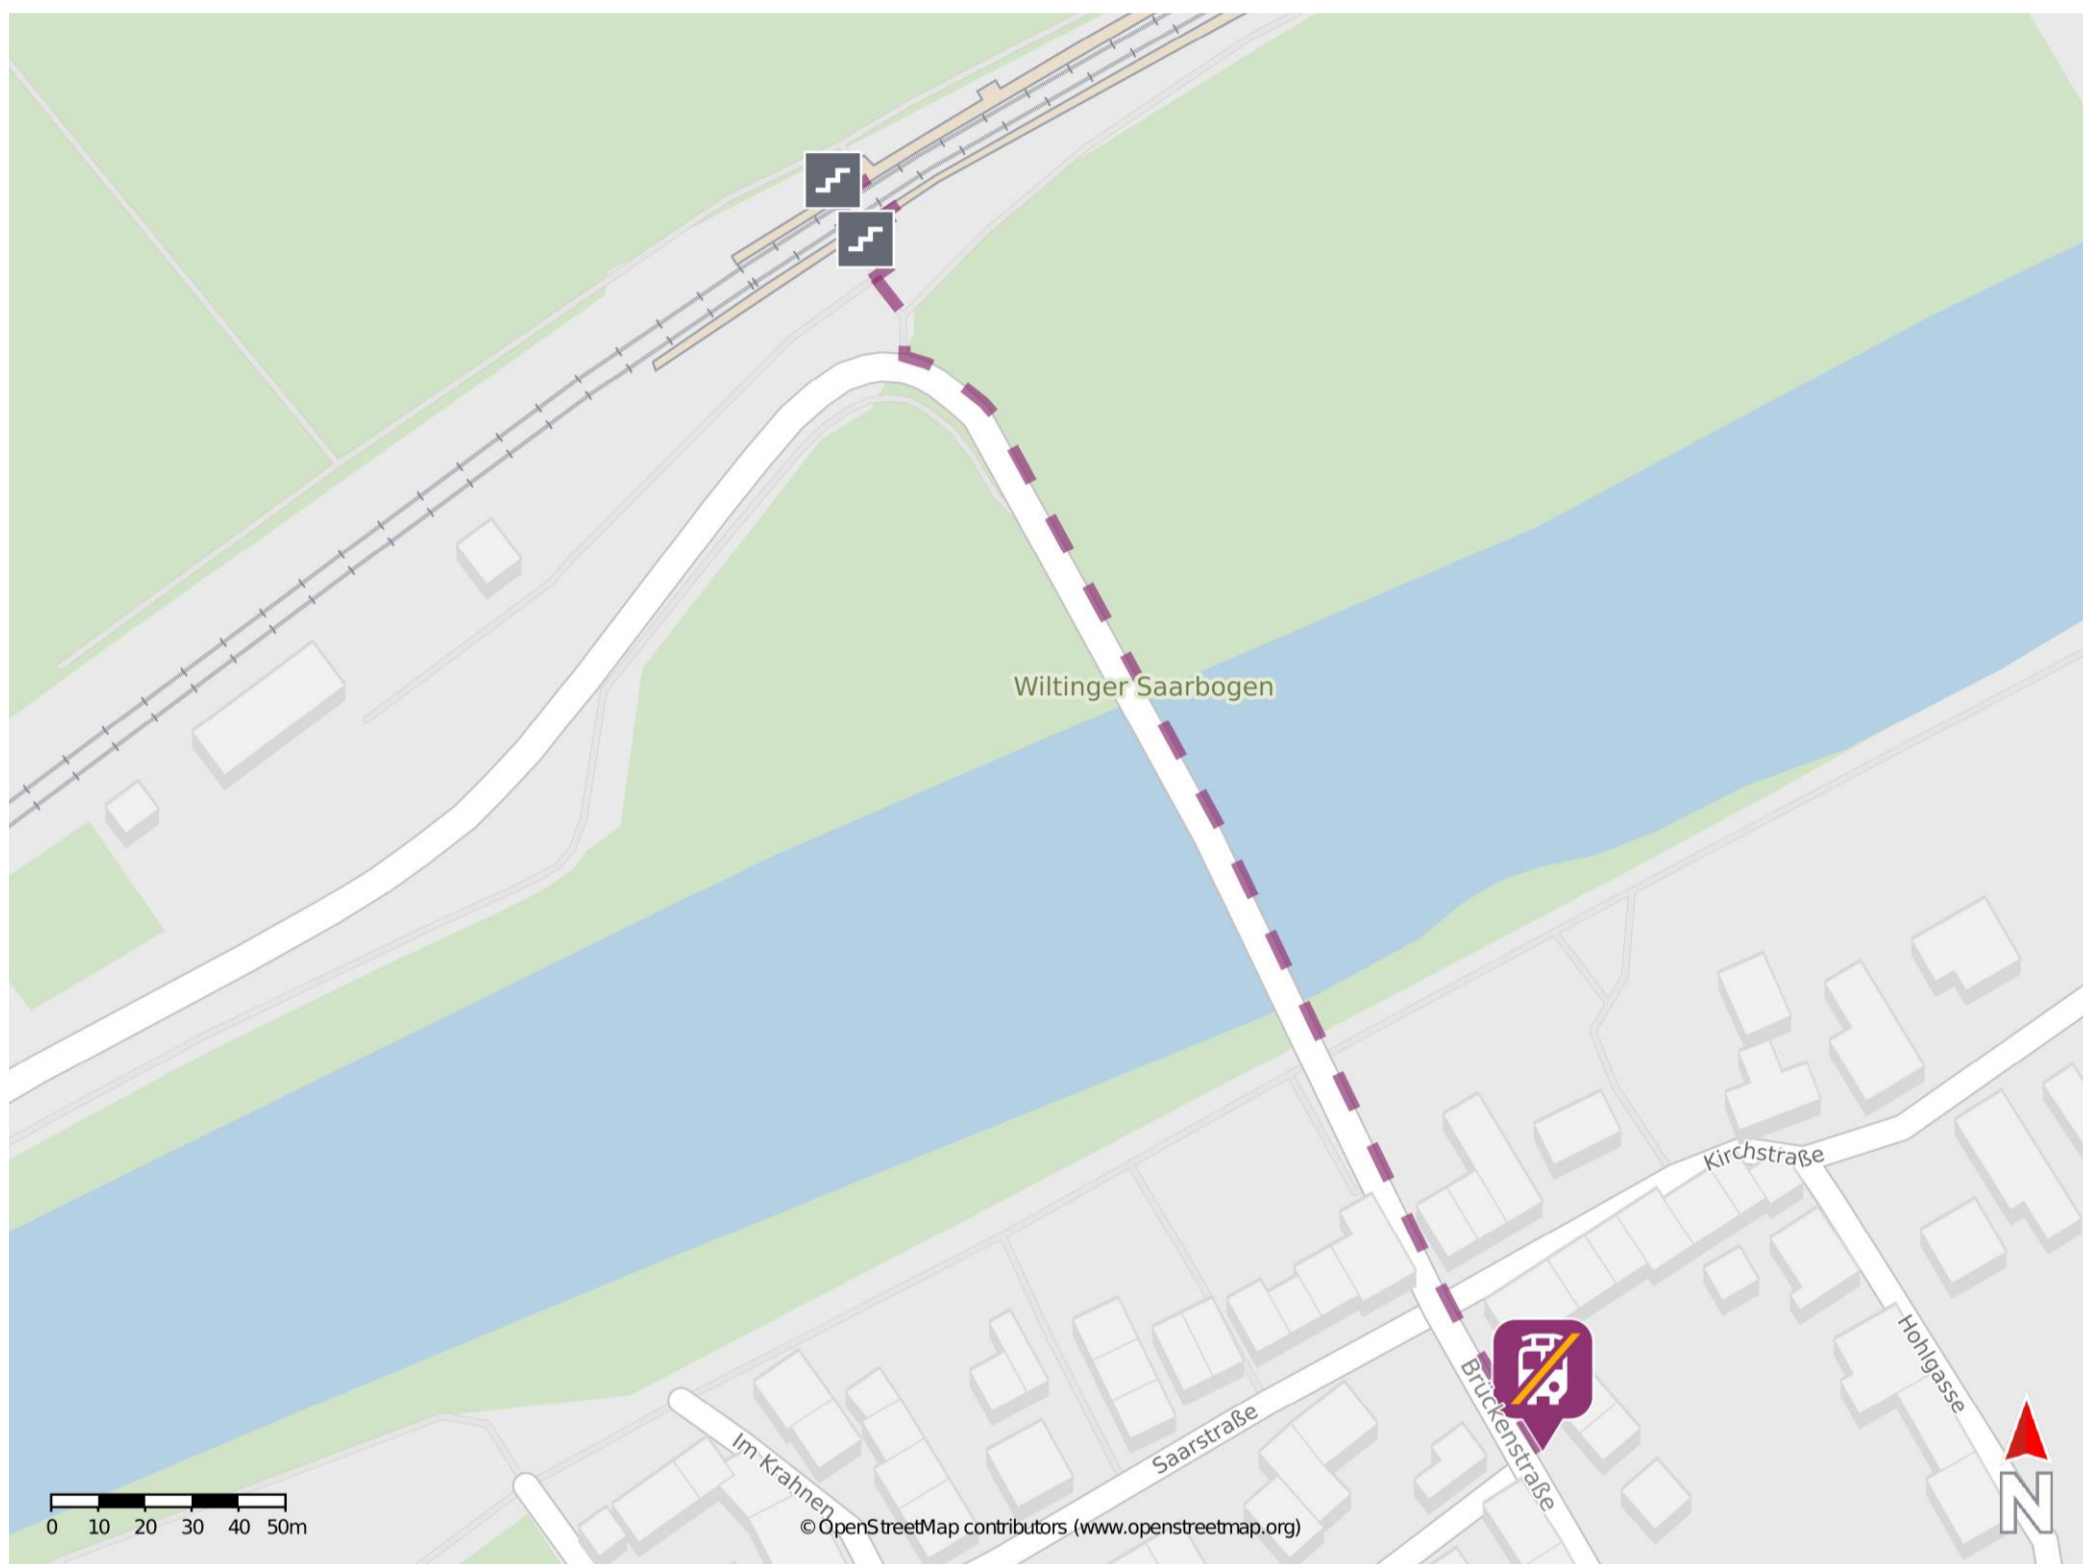 Wiltinger Saarbogen
Kirchstraße
Hohlgasse
Brückenstraße
Saarstraße
Im Krahnen
0 10 20 30 40 50m
© OpenStreetMap contributors (www.openstreetmap.org)
N